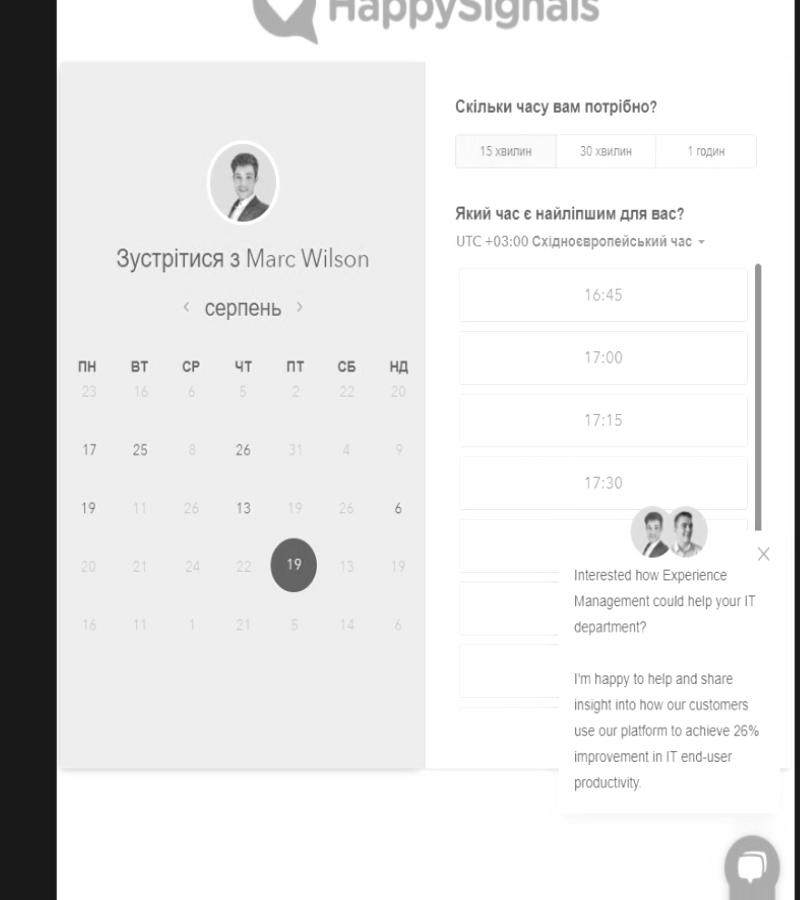 HappySignals
Зустрітися з Marc Wilson
серпень
ПН ВТ СР ЧТ ПТ СБ НД
23 16 6 5 2 22 20
17 25 8 26 31 4 9
19 11 26 13 19 26 6
20 21 24 22 19 13 19
16 11 1 21 5 14 6
Скільки часу вам потрібно?
15 хвилин 30 хвилин 1 годин
Який час є найліпшим для вас?
UTC +03:00 Східноєвропейський час
16:45
17:00
17:15
17:30
Interested how Experience
Management could help your IT
department?
I'm happy to help and share
insight into how our customers
use our platform to achieve 26%
improvement in IT end-user
productivity.